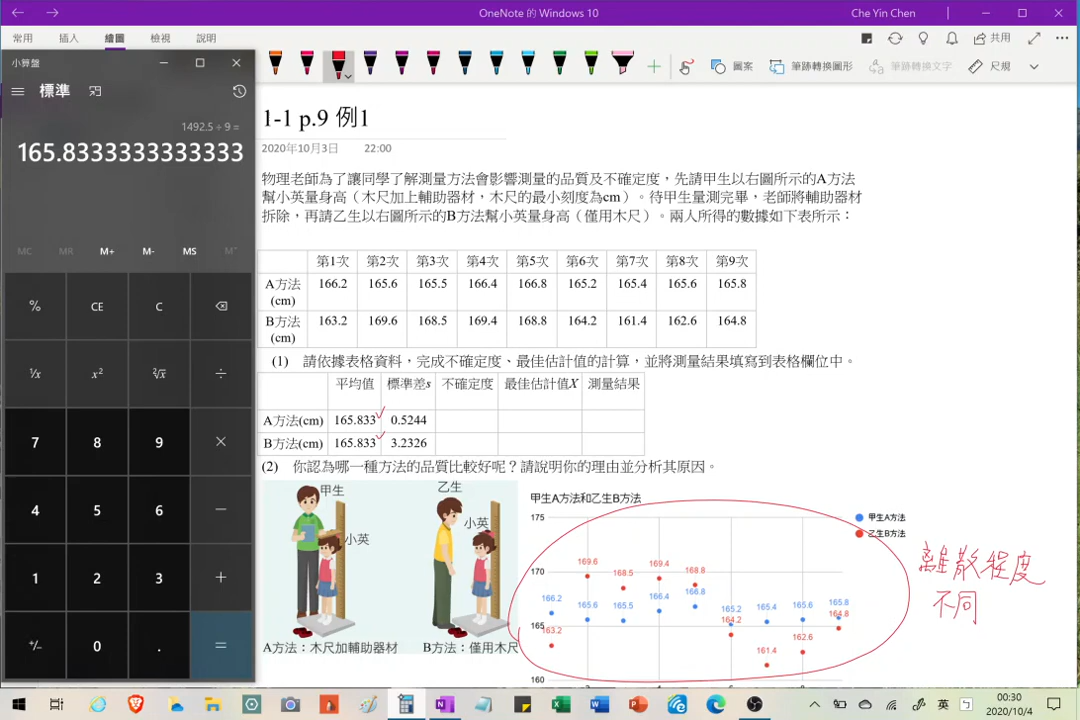 OneNote 的 Windows 10
Che Yin Chen
常用 插入 繪圖 檢視 說明
共用
圖案 筆跡轉換圖形 筆跡轉換文字 尺規
小算盤
標準
1492.5 ÷ 9 =
165.8333333333333
MC MR M+ M- MS M˅
% CE C
¹/x x² ²√x ÷
7 8 9 ×
4 5 6 −
1 2 3 +
+/- 0 . =
1-1 p.9 例1
2020年10月3日 22:00
物理老師為了讓同學了解測量方法會影響測量的品質及不確定度，先請甲生以右圖所示的A方法
幫小英量身高（木尺加上輔助器材，木尺的最小刻度為cm）。待甲生量測完畢，老師將輔助器材
拆除，再請乙生以右圖所示的B方法幫小英量身高（僅用木尺）。兩人所得的數據如下表所示：
第1次 第2次 第3次 第4次 第5次 第6次 第7次 第8次 第9次
A方法 166.2 165.6 165.5 166.4 166.8 165.2 165.4 165.6 165.8
(cm)
B方法 163.2 169.6 168.5 169.4 168.8 164.2 161.4 162.6 164.8
(cm)
(1) 請依據表格資料，完成不確定度、最佳估計值的計算，並將測量結果填寫到表格欄位中。
平均值 標準差s 不確定度 最佳估計值X 測量結果
A方法(cm) 165.833 0.5244
B方法(cm) 165.833 3.2326
(2) 你認為哪一種方法的品質比較好呢？請說明你的理由並分析其原因。
甲生
小英
乙生
小英
A方法：木尺加輔助器材 B方法：僅用木尺
甲生A方法和乙生B方法
甲生A方法
乙生B方法
175
170
165
160
169.6 168.5 169.4 168.8
166.2 165.6 165.5 166.4 166.8 165.2 165.4 165.6 165.8
163.2 164.2 161.4 162.6 164.8
離散程度
不同
英
00:30
2020/10/4